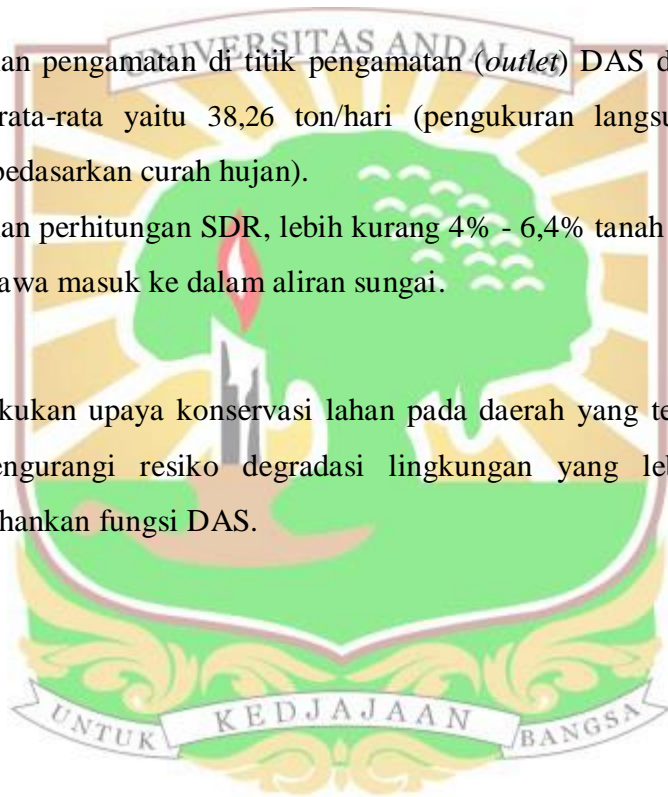 UNIVERSITAS ANDALAS
an pengamatan di titik pengamatan (outlet) DAS d
rata-rata yaitu 38,26 ton/hari (pengukuran langsu
bedasarkan curah hujan).
an perhitungan SDR, lebih kurang 4% - 6,4% tanah
awa masuk ke dalam aliran sungai.
kukan upaya konservasi lahan pada daerah yang te
engurangi resiko degradasi lingkungan yang leb
hankan fungsi DAS.
UNTUK KEDJAJAAN BANGSA